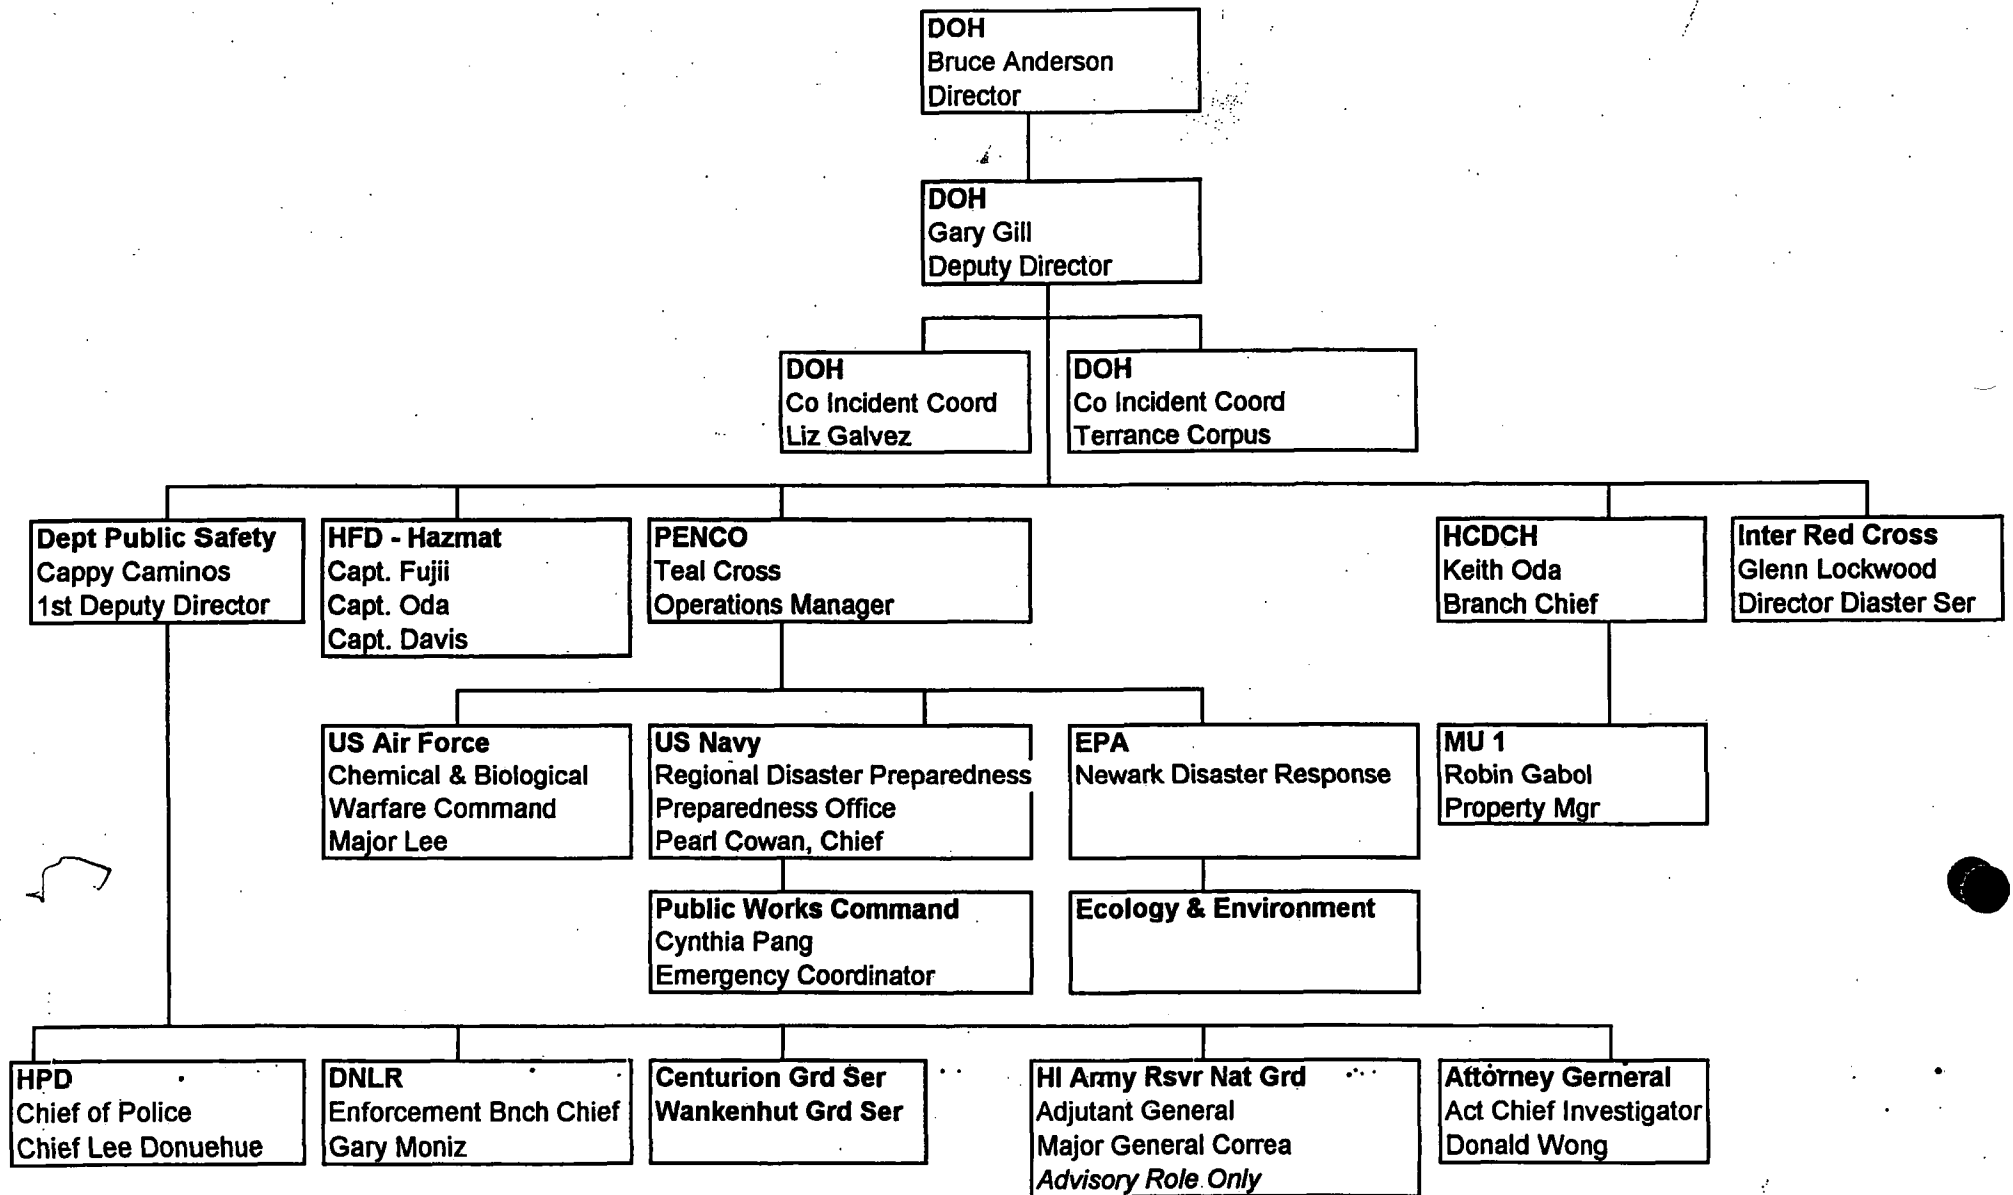 DOH
Bruce Anderson
Director
DOH
Gary Gill
Deputy Director
DOH
Co Incident Coord
Liz Galvez
DOH
Co Incident Coord
Terrance Corpus
Dept Public Safety
Cappy Caminos
1st Deputy Director
HFD - Hazmat
Capt. Fujii
Capt. Oda
Capt. Davis
PENCO
Teal Cross
Operations Manager
HCDCH
Keith Oda
Branch Chief
Inter Red Cross
Glenn Lockwood
Director Diaster Ser
US Air Force
Chemical & Biological
Warfare Command
Major Lee
US Navy
Regional Disaster Preparedness
Preparedness Office
Pearl Cowan, Chief
EPA
Newark Disaster Response
MU 1
Robin Gabol
Property Mgr
Public Works Command
Cynthia Pang
Emergency Coordinator
Ecology & Environment
HPD
Chief of Police
Chief Lee Donuehue
DNLR
Enforcement Bnch Chief
Gary Moniz
Centurion Grd Ser
Wankenhut Grd Ser
HI Army Rsvr Nat Grd
Adjutant General
Major General Correa
Advisory Role Only
Attorney Gerneral
Act Chief Investigator
Donald Wong